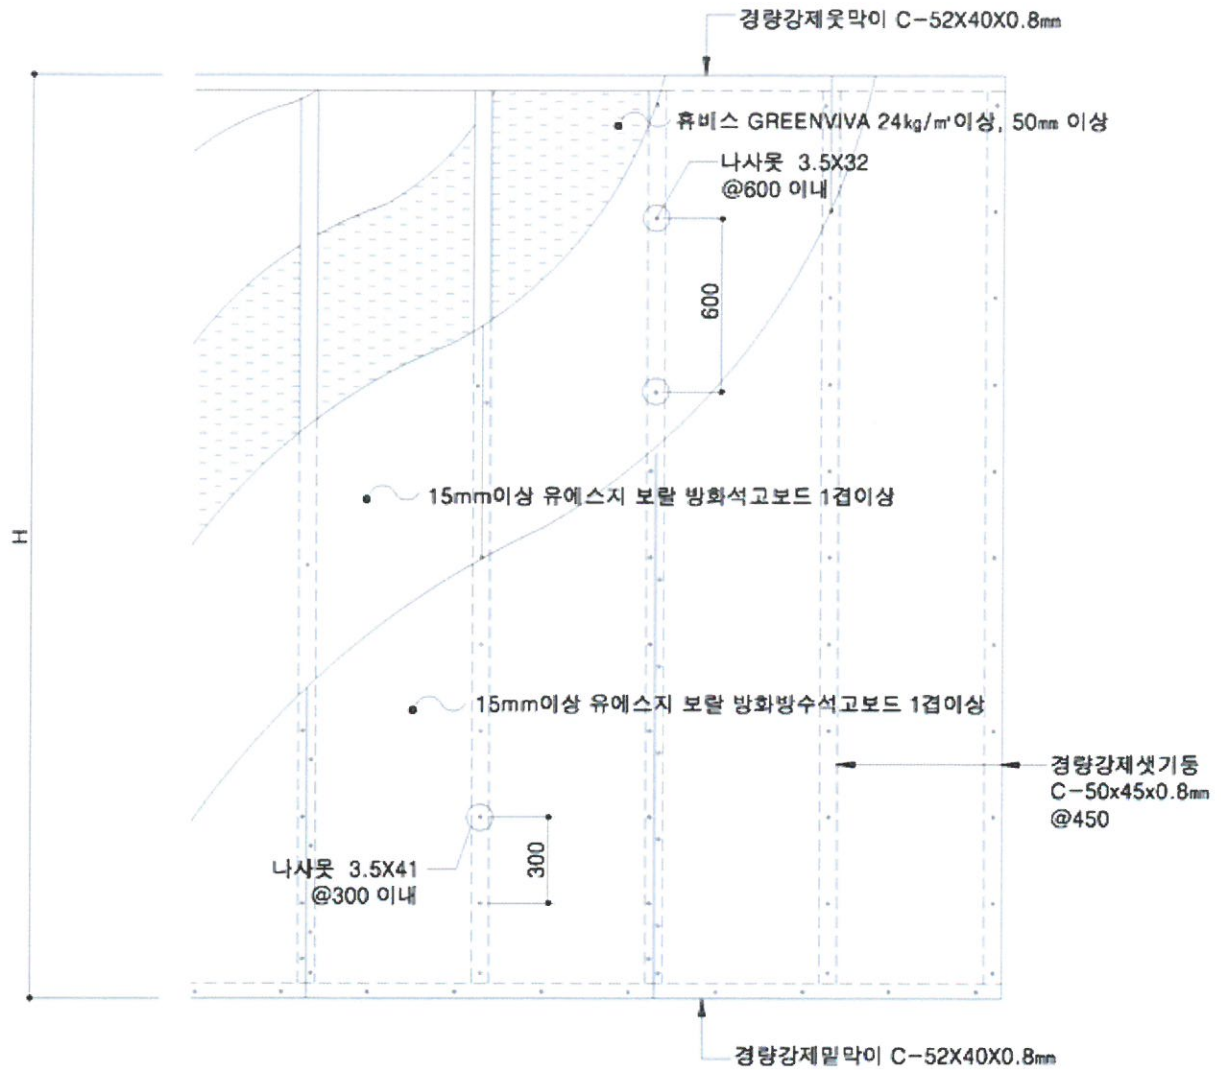 경량강제웃막이 C-52X40X0.8㎜
휴비스 GREENVIVA 24kg/㎥이상, 50㎜ 이상
나사못 3.5X32
@600 이내
600
15mm이상 유에스지 보랄 방화석고보드 1겹이상
H
15mm이상 유에스지 보랄 방화방수석고보드 1겹이상
경량강제샛기둥
C-50x45x0.8㎜
@450
나사못 3.5X41
@300 이내
300
경량강제밑막이 C-52X40X0.8㎜